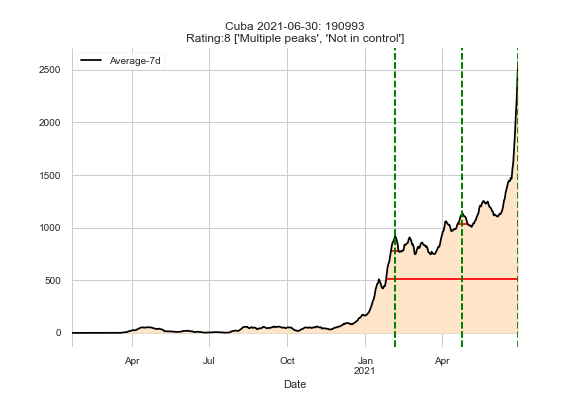 Cuba 2021-06-30: 190993
Rating:8 ['Multiple peaks', 'Not in control']
Average-7d
2500
2000
1500
1000
500
0
Apr
Jul
Oct
Jan
2021
Apr
Date